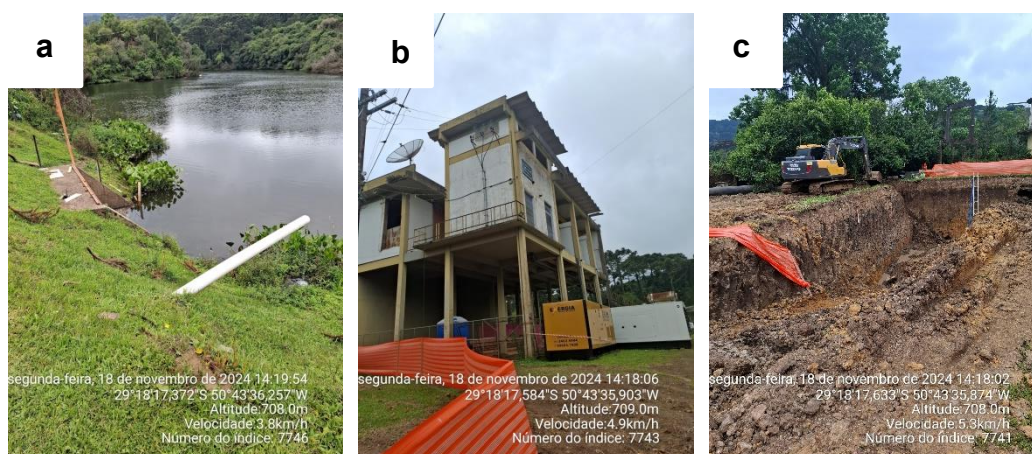 a
segunda-feira, 18 de novembro de 2024 14:19:54
29°18'17,372"S 50°43'36,257"W
Altitude:708.0m
Velocidade:3.8km/h
Número do índice: 7746
b
segunda-feira, 18 de novembro de 2024 14:18:06
29°18'17,584"S 50°43'35,903"W
Altitude:709.0m
Velocidade:4.9km/h
Número do índice: 7743
c
segunda-feira, 18 de novembro de 2024 14:18:02
29°18'17,633"S 50°43'35,874"W
Altitude:708.0m
Velocidade:5.3km/h
Número do índice: 7741